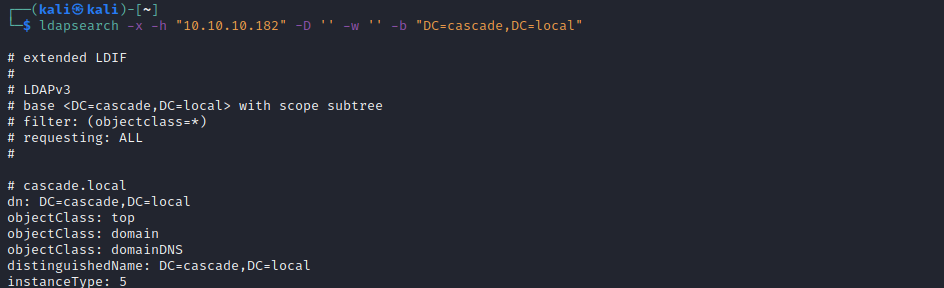 ┌──(kali㉿kali)-[~]
└─$ ldapsearch -x -h "10.10.10.182" -D '' -w '' -b "DC=cascade,DC=local"
# extended LDIF
#
# LDAPv3
# base <DC=cascade,DC=local> with scope subtree
# filter: (objectclass=*)
# requesting: ALL
#
# cascade.local
dn: DC=cascade,DC=local
objectClass: top
objectClass: domain
objectClass: domainDNS
distinguishedName: DC=cascade,DC=local
instanceType: 5